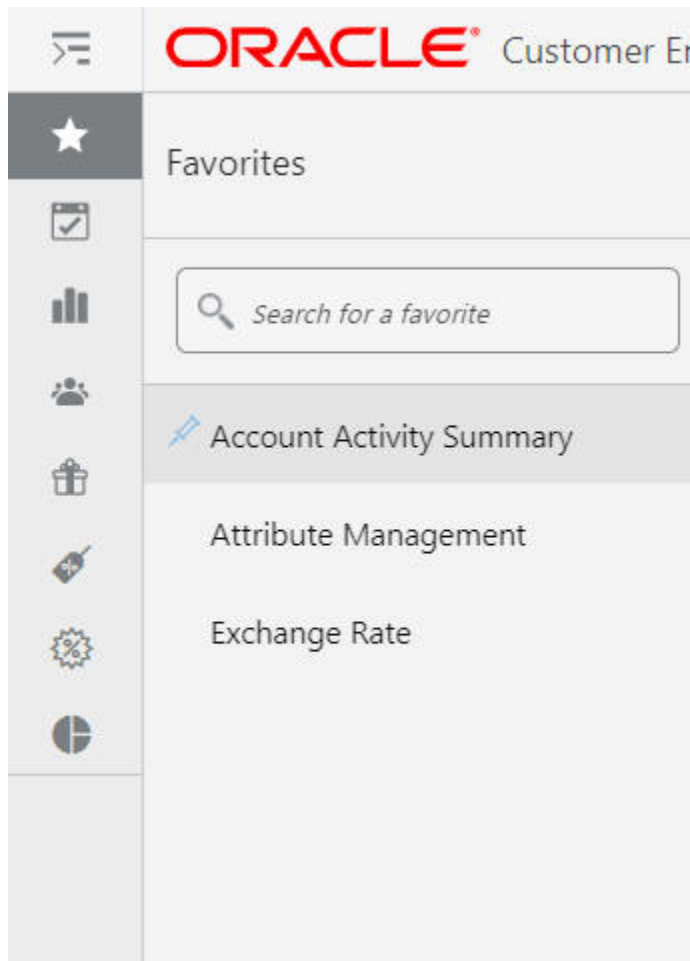 ORACLE® Customer
Favorites
Search for a favorite
Account Activity Summary
Attribute Management
Exchange Rate